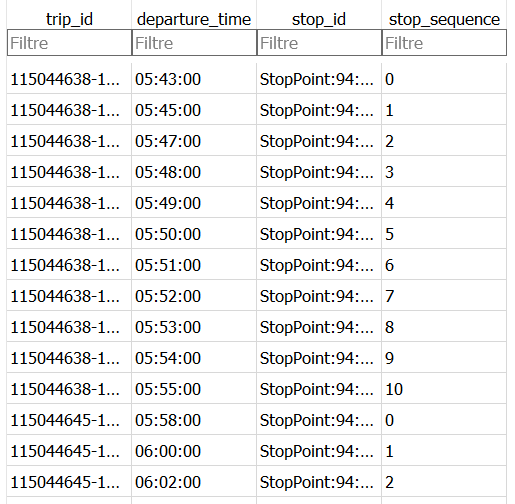 trip_id departure_time stop_id stop_sequence
Filtre Filtre Filtre Filtre
115044638-1... 05:43:00 StopPoint:94:... 0
115044638-1... 05:45:00 StopPoint:94:... 1
115044638-1... 05:47:00 StopPoint:94:... 2
115044638-1... 05:48:00 StopPoint:94:... 3
115044638-1... 05:49:00 StopPoint:94:... 4
115044638-1... 05:50:00 StopPoint:94:... 5
115044638-1... 05:51:00 StopPoint:94:... 6
115044638-1... 05:52:00 StopPoint:94:... 7
115044638-1... 05:53:00 StopPoint:94:... 8
115044638-1... 05:54:00 StopPoint:94:... 9
115044638-1... 05:55:00 StopPoint:94:... 10
115044645-1... 05:58:00 StopPoint:94:... 0
115044645-1... 06:00:00 StopPoint:94:... 1
115044645-1... 06:02:00 StopPoint:94:... 2